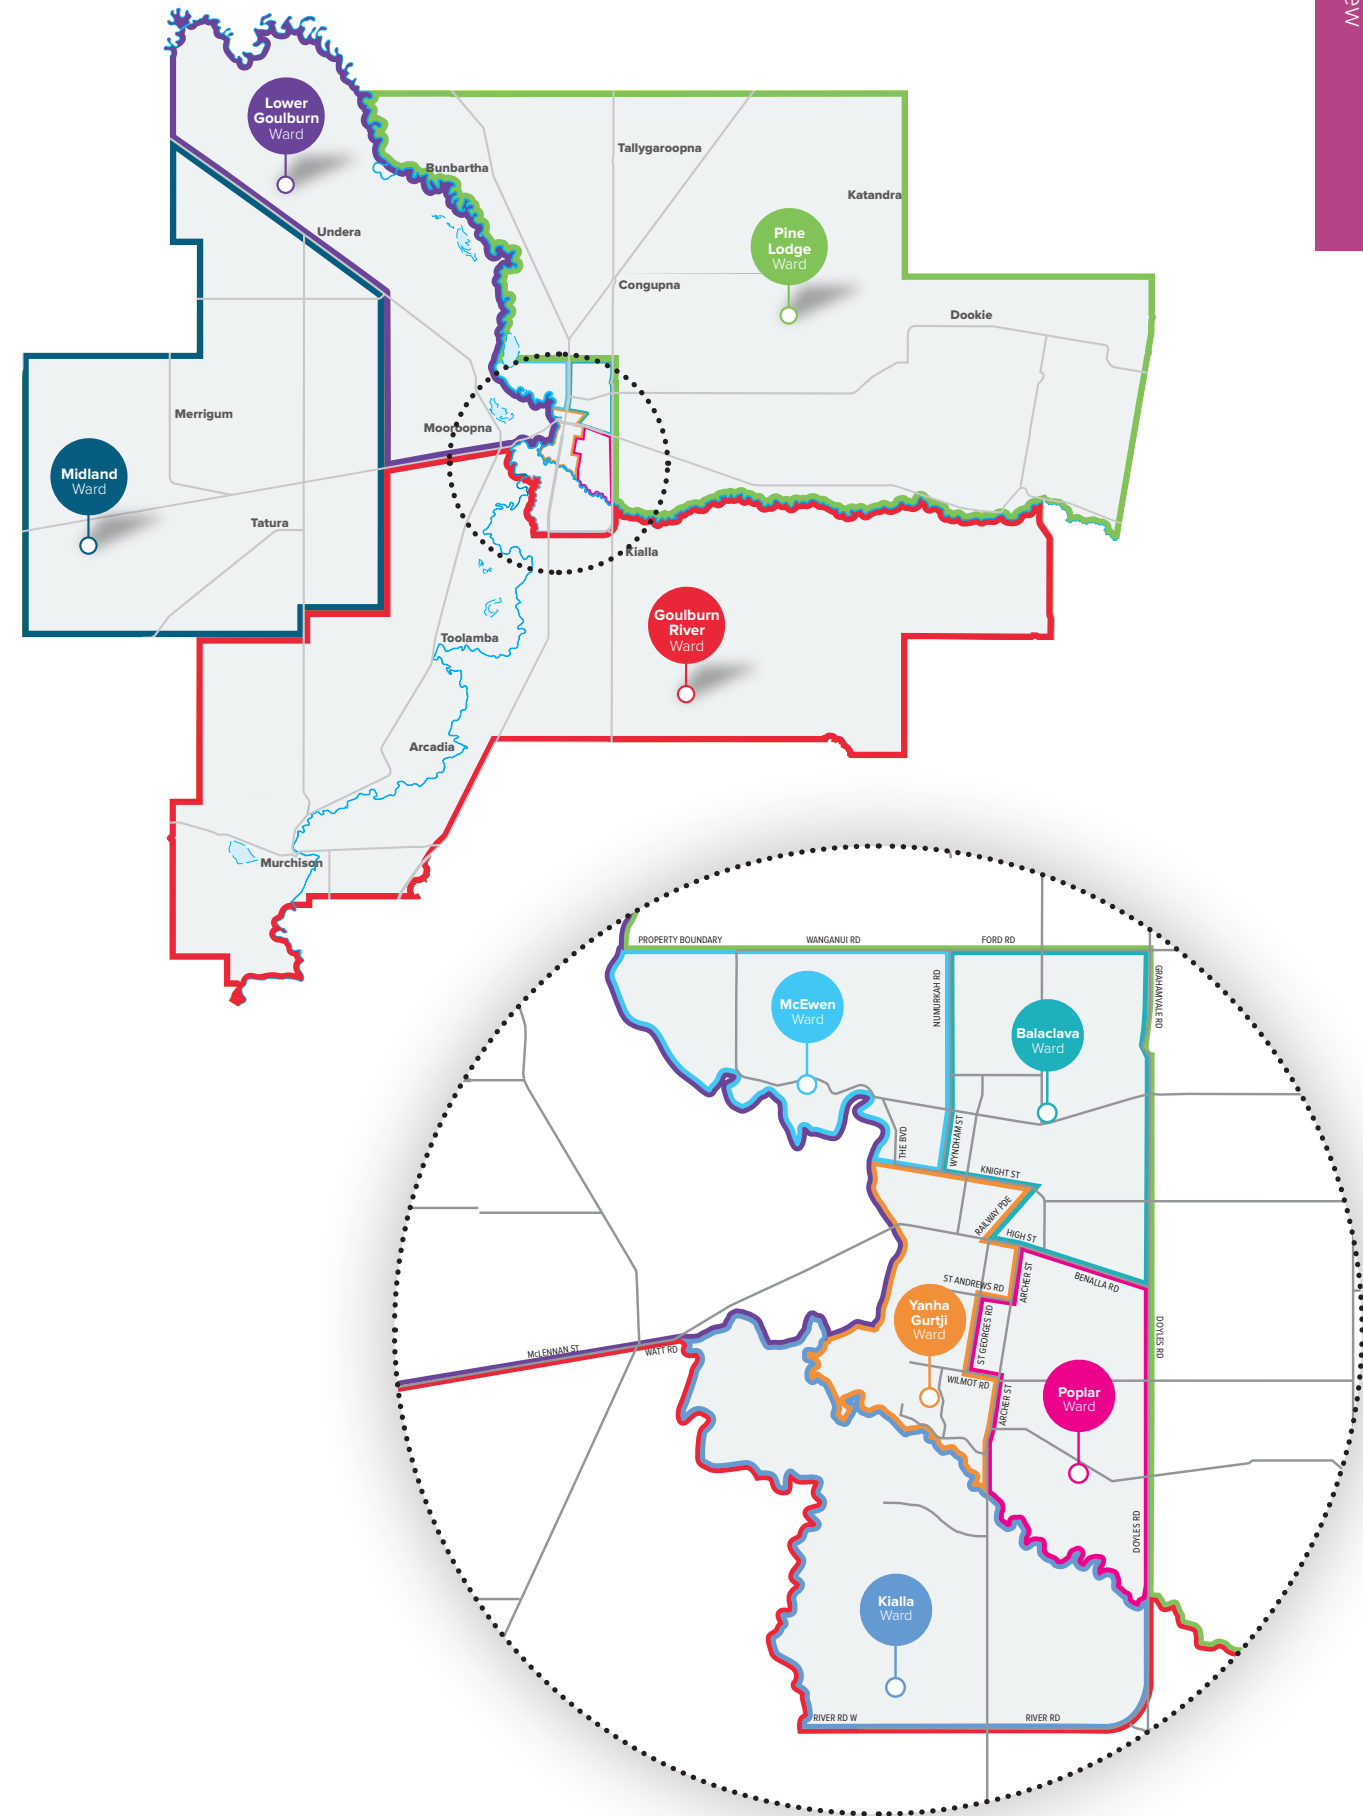 ew
Lower
Goulburn
Ward
Bunbartha
Tallygaroopna
Katandra
Undera
Pine
Lodge
Ward
Congupna
Dookie
Merrigum
Mooroopna
Midland
Ward
Tatura
Kialla
Goulburn
River
Ward
Toolamba
Arcadia
Murchison
PROPERTY BOUNDARY
WANGANUI RD
FORD RD
McEwen
Ward
NUMURKAH RD
GRAHAMVALE RD
Balaclava
Ward
THE BVD
WYNDHAM ST
KNIGHT ST
RAILWAY PDE
HIGH ST
ST ANDREWS RD
ARCHER ST
BENALLA RD
Yanha
Gurtji
Ward
ST GEORGES RD
DOYLES RD
McLENNAN ST
WATT RD
WILMOT RD
ARCHER ST
Poplar
Ward
DOYLES RD
Kialla
Ward
RIVER RD W
RIVER RD